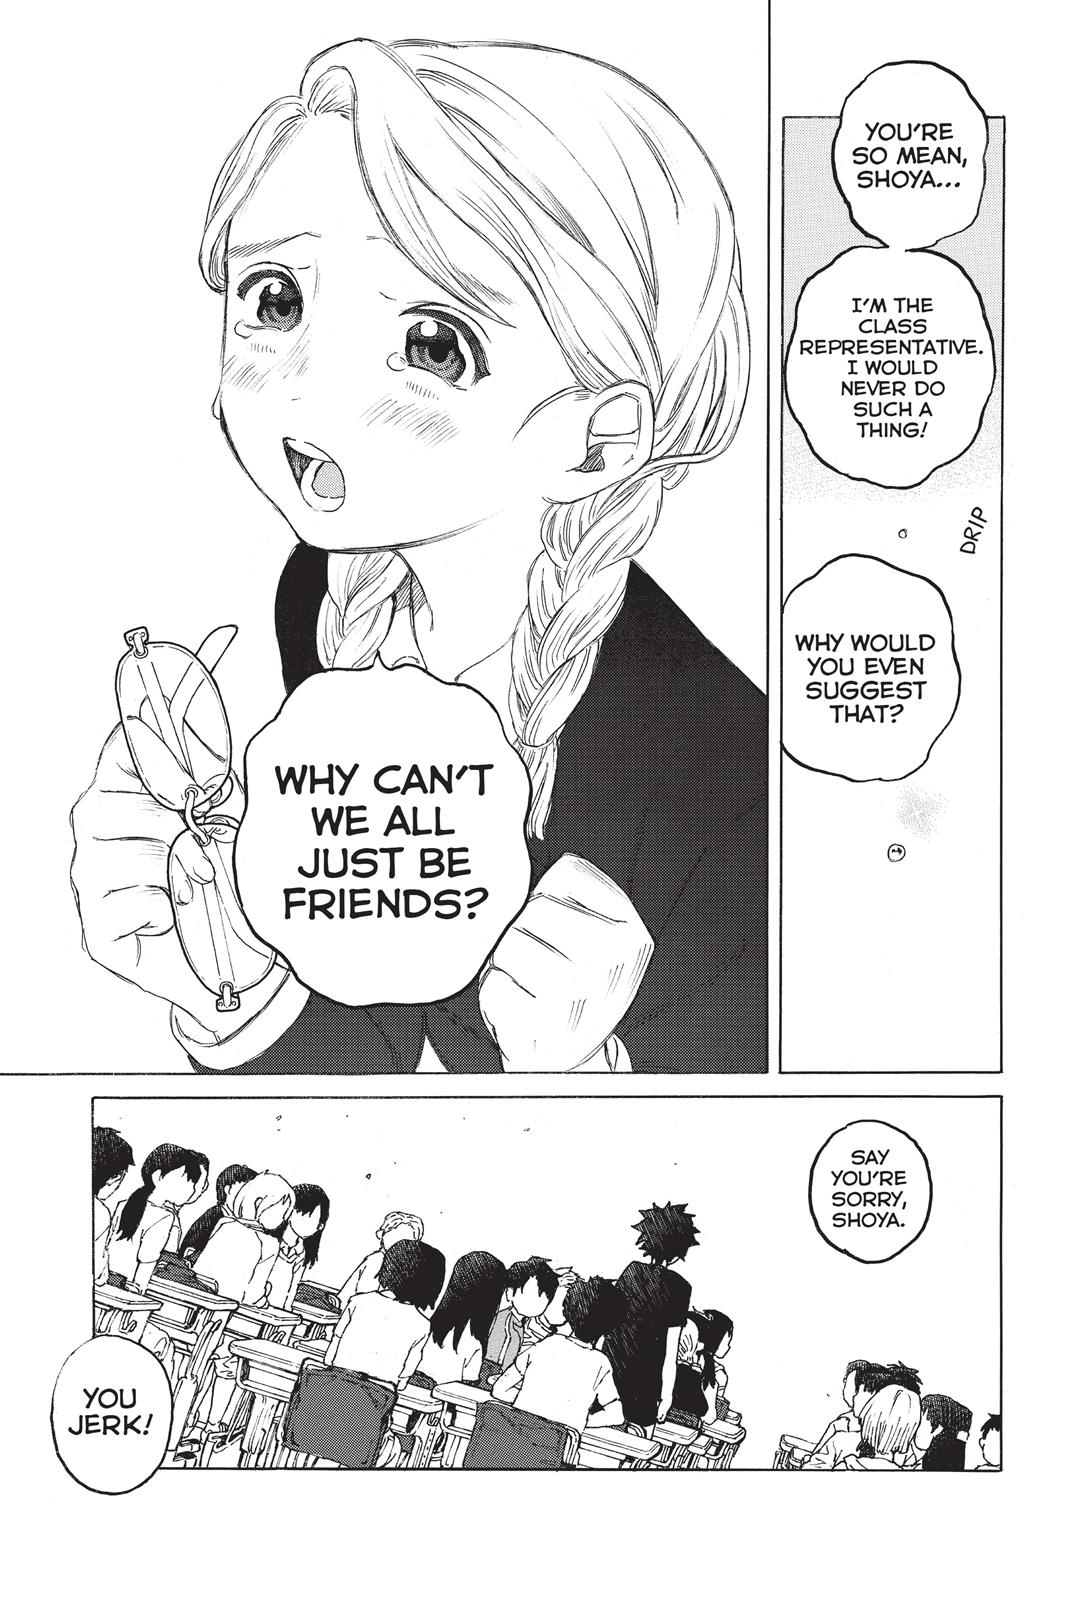 YOU'RE
SO MEAN,
SHOYA...
I'M THE
CLASS
REPRESENTATIVE.
I WOULD
NEVER DO
SUCH A
THING!
DRIP
WHY WOULD
YOU EVEN
SUGGEST
THAT?
WHY CAN'T
WE ALL
JUST BE
FRIENDS?
SAY
YOU'RE
SORRY,
SHOYA.
YOU
JERK!